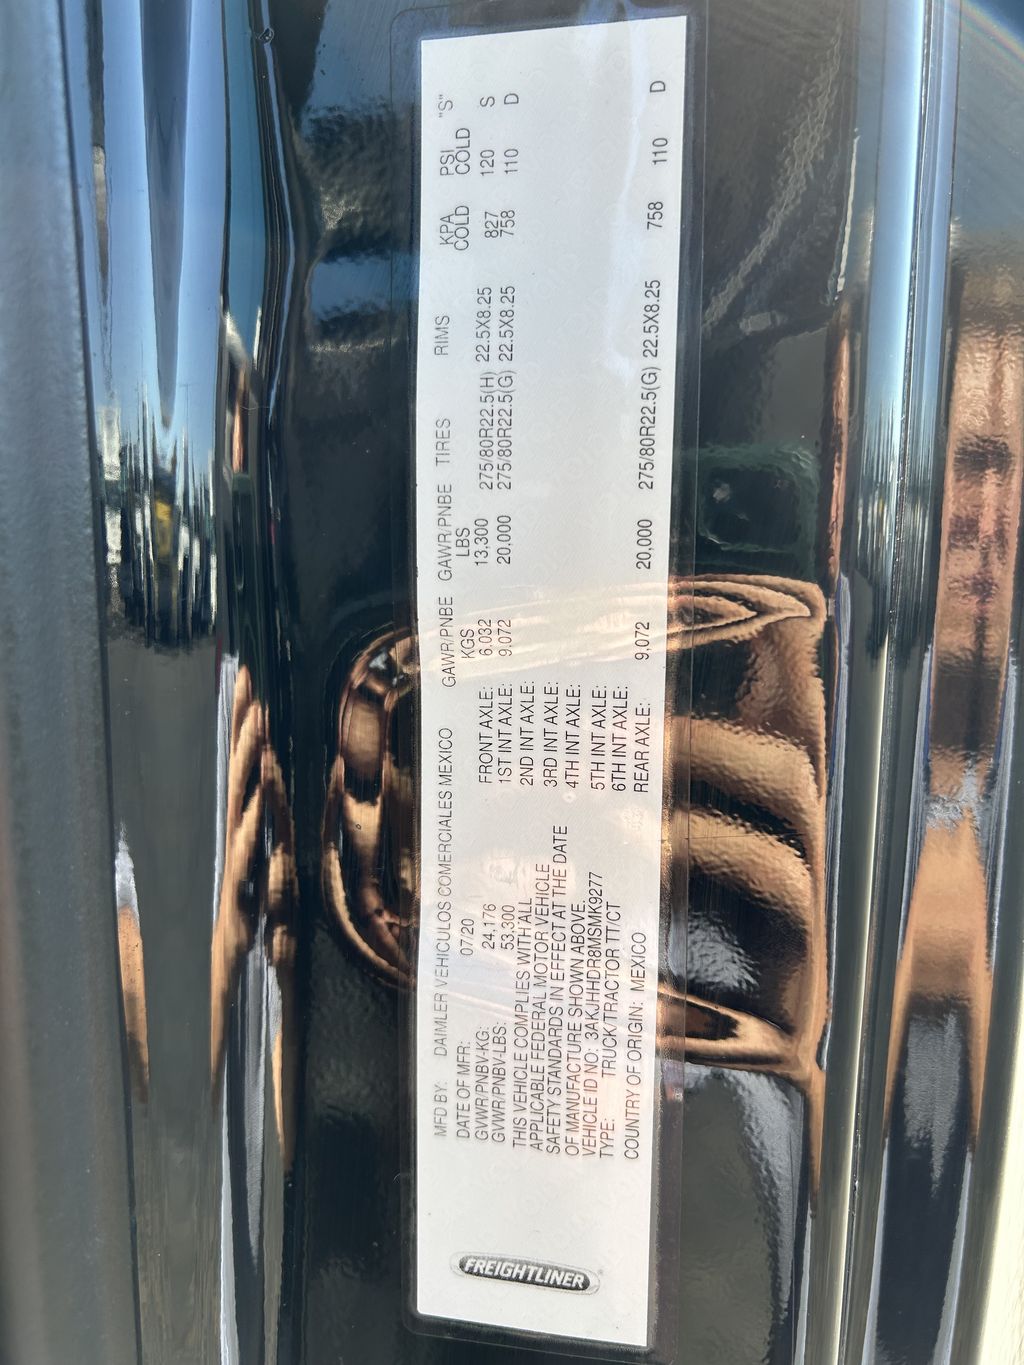 FREIGHTLINER
MFD BY: DAIMLER VEHICULOS COMERCIALES MEXICO
DATE OF MFR: 07/20
GVWR/PNBV-KG: 24,176
GVWR/PNBV-LBS: 53,300
THIS VEHICLE COMPLIES WITH ALL
APPLICABLE FEDERAL MOTOR VEHICLE
SAFETY STANDARDS IN EFFECT AT THE DATE
OF MANUFACTURE SHOWN ABOVE.
VEHICLE ID NO: 3AKJHHDR8MSMK9277
TYPE: TRUCK/TRACTOR TT/CT
COUNTRY OF ORIGIN: MEXICO
GAWR/PNBE GAWR/PNBE TIRES RIMS KPA PSI "S"
KGS LBS COLD COLD
FRONT AXLE: 6,032 13,300 275/80R22.5(H) 22.5X8.25 827 120 S
1ST INT AXLE: 9,072 20,000 275/80R22.5(G) 22.5X8.25 758 110 D
2ND INT AXLE:
3RD INT AXLE:
4TH INT AXLE:
5TH INT AXLE:
6TH INT AXLE:
REAR AXLE: 9,072 20,000 275/80R22.5(G) 22.5X8.25 758 110 D